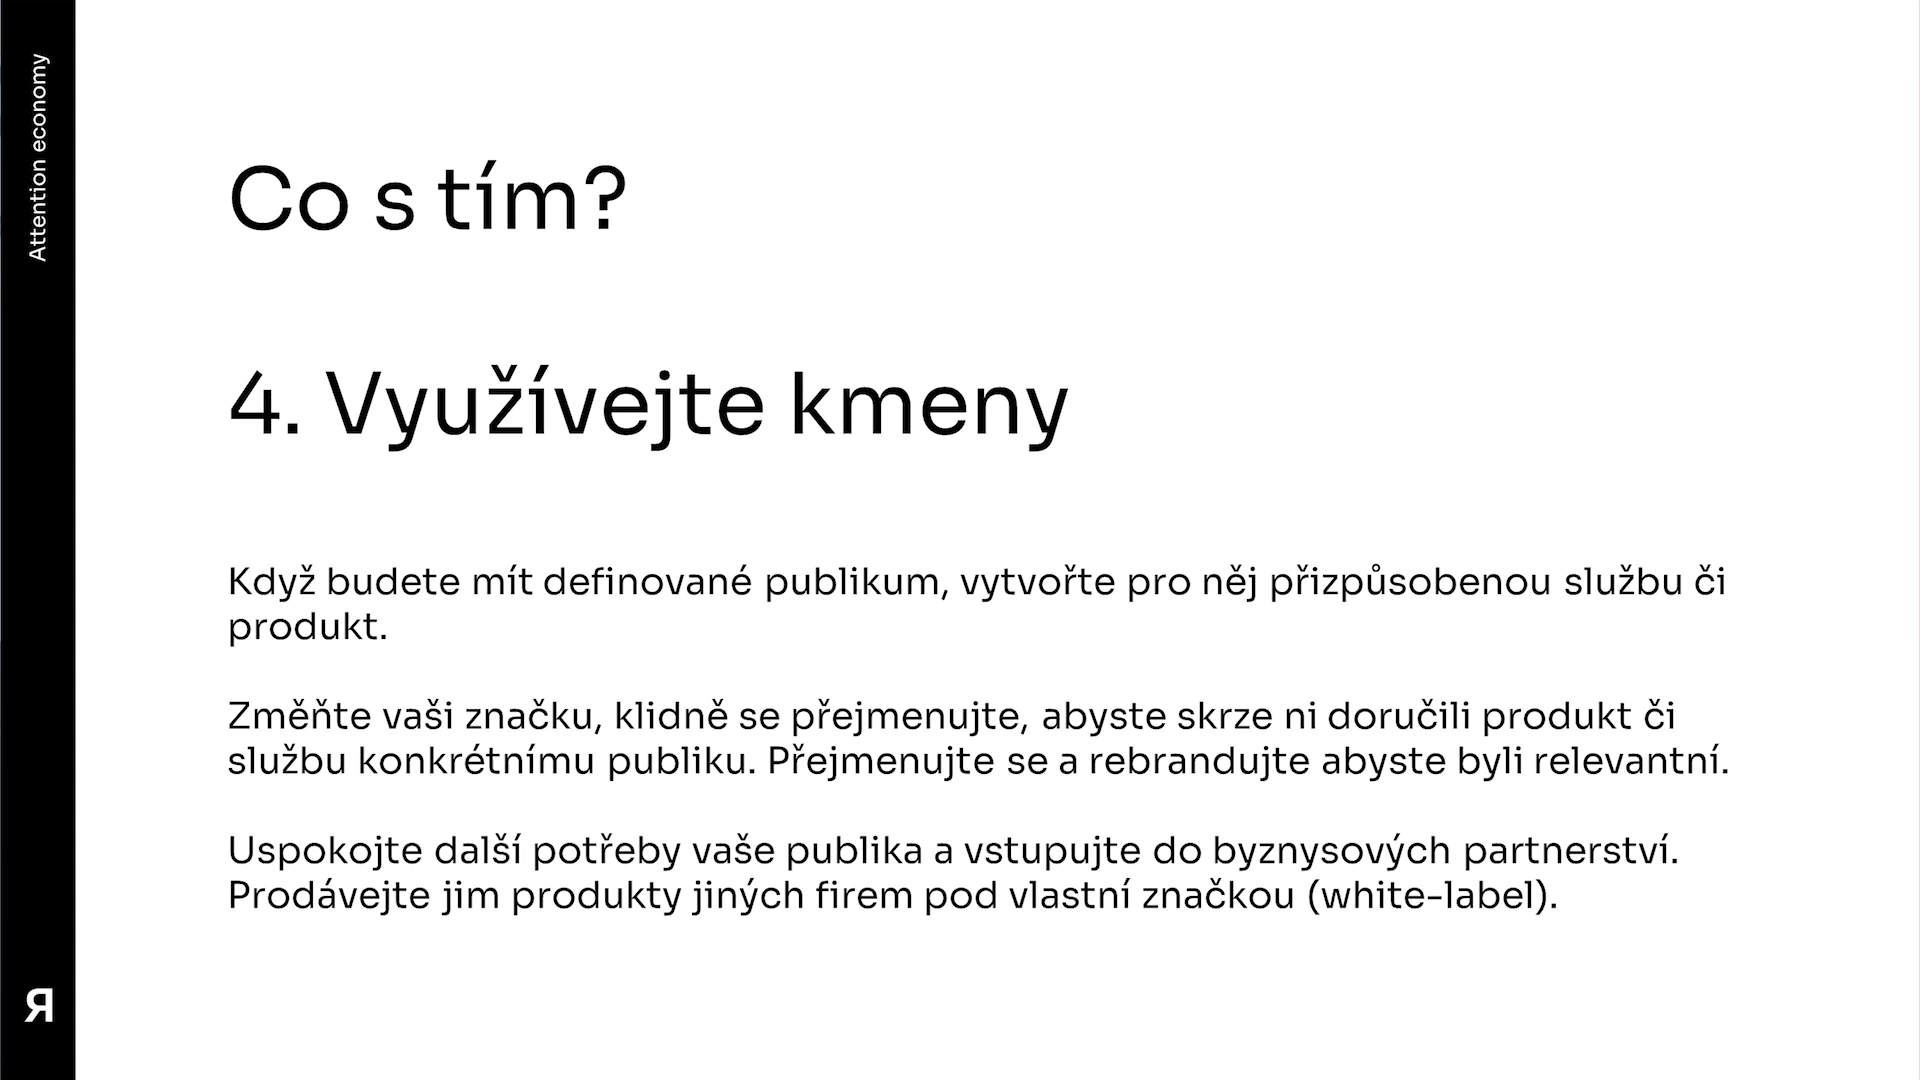 Attention economy
Co s tím?
4. Využívejte kmeny
Když budete mít definované publikum, vytvořte pro něj přizpůsobenou službu či
produkt.
Změňte vaši značku, klidně se přejmenujte, abyste skrze ni doručili produkt či
službu konkrétnímu publiku. Přejmenujte se a rebrandujte abyste byli relevantní.
Uspokojte další potřeby vaše publika a vstupujte do byznysových partnerství.
Prodávejte jim produkty jiných firem pod vlastní značkou (white-label).
Я